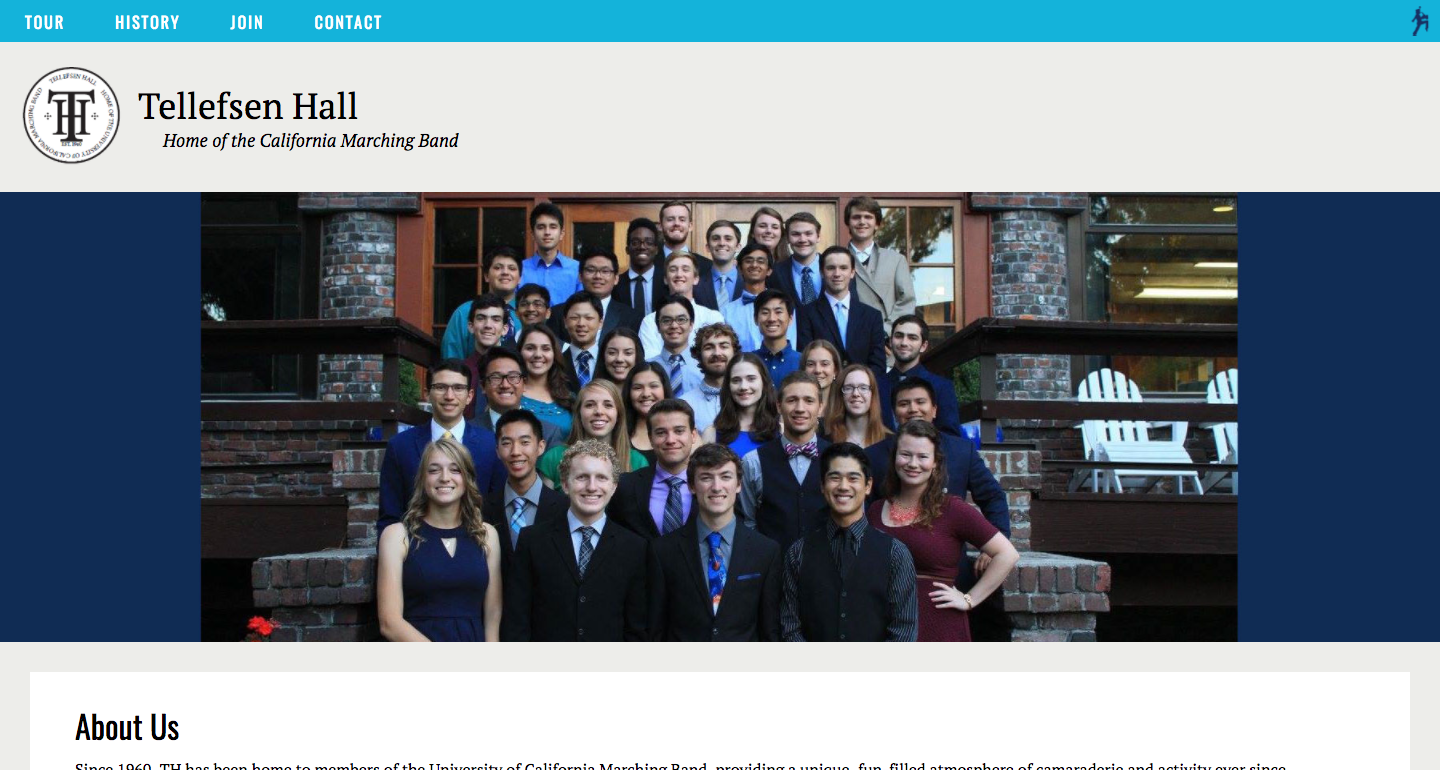 TOUR HISTORY JOIN CONTACT
TELLEFSEN HALL HOME OF THE UNIVERSITY OF CALIFORNIA MARCHING BAND
TH
EST. 1960
Tellefsen Hall
Home of the California Marching Band
About Us
Since 1960, TH has been home to members of the University of California Marching Band, providing a unique, fun-filled atmosphere of camaraderie and activity ever since